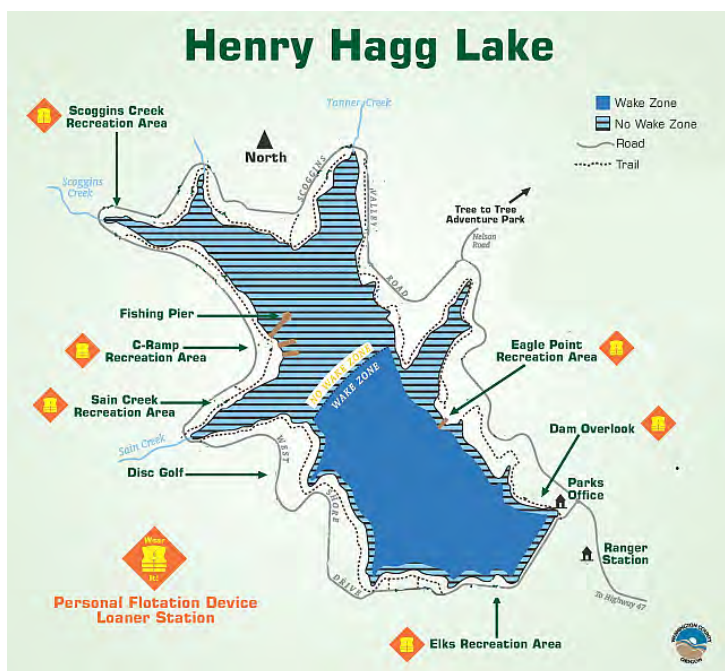 Henry Hagg Lake
Scoggins Creek
Recreation Area
Tanner Creek
North
Wake Zone
No Wake Zone
Road
Trail
Scoggins
Creek
SCOGGINS
VALLEY
ROAD
Tree to Tree
Adventure Park
Nelson
Road
Fishing Pier
C-Ramp
Recreation Area
NO WAKE ZONE
WAKE ZONE
Eagle Point
Recreation Area
Sain Creek
Recreation Area
Sain Creek
Dam Overlook
Disc Golf
WEST
SHORE
DRIVE
Parks
Office
Ranger
Station
To Highway 47
Wear
It!
Personal Flotation Device
Loaner Station
Elks Recreation Area
WASHINGTON COUNTY
OREGON